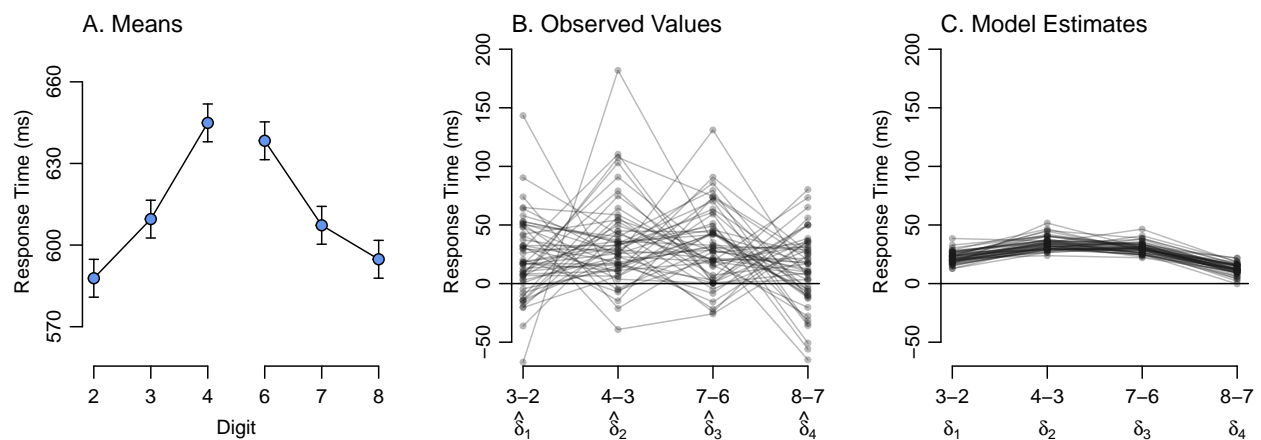 A. Means
Response Time (ms)
660
630
600
570
2 3 4 6 7 8
Digit
B. Observed Values
Response Time (ms)
200
150
100
50
0
−50
3−2 4−3 7−6 8−7
δ̂₁ δ̂₂ δ̂₃ δ̂₄
C. Model Estimates
Response Time (ms)
200
150
100
50
0
−50
3−2 4−3 7−6 8−7
δ₁ δ₂ δ₃ δ₄